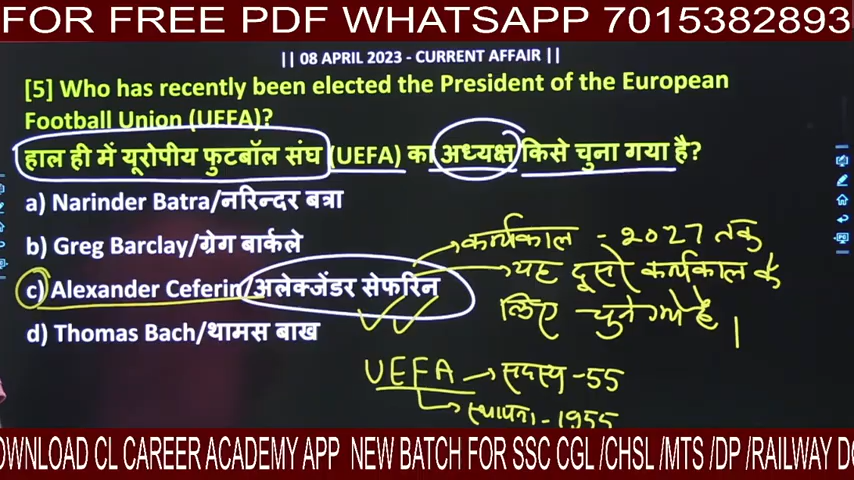 FOR FREE PDF WHATSAPP 7015382893
|| 08 APRIL 2023 - CURRENT AFFAIR ||
[5] Who has recently been elected the President of the European
Football Union (UEFA)?
हाल ही में यूरोपीय फुटबॉल संघ (UEFA) का अध्यक्ष किसे चुना गया है?
a) Narinder Batra/नरिन्दर बत्रा
b) Greg Barclay/ग्रेग बार्कले
c) Alexander Ceferin/अलेक्जेंडर सेफरिन
d) Thomas Bach/थामस बाख
कार्यकाल - 2027 तक
यह दूसरे कार्यकाल के
लिए चुने गये है |
UEFA → सदस्य - 55
स्थापना - 1955
OWNLOAD CL CAREER ACADEMY APP NEW BATCH FOR SSC CGL /CHSL /MTS /DP /RAILWAY